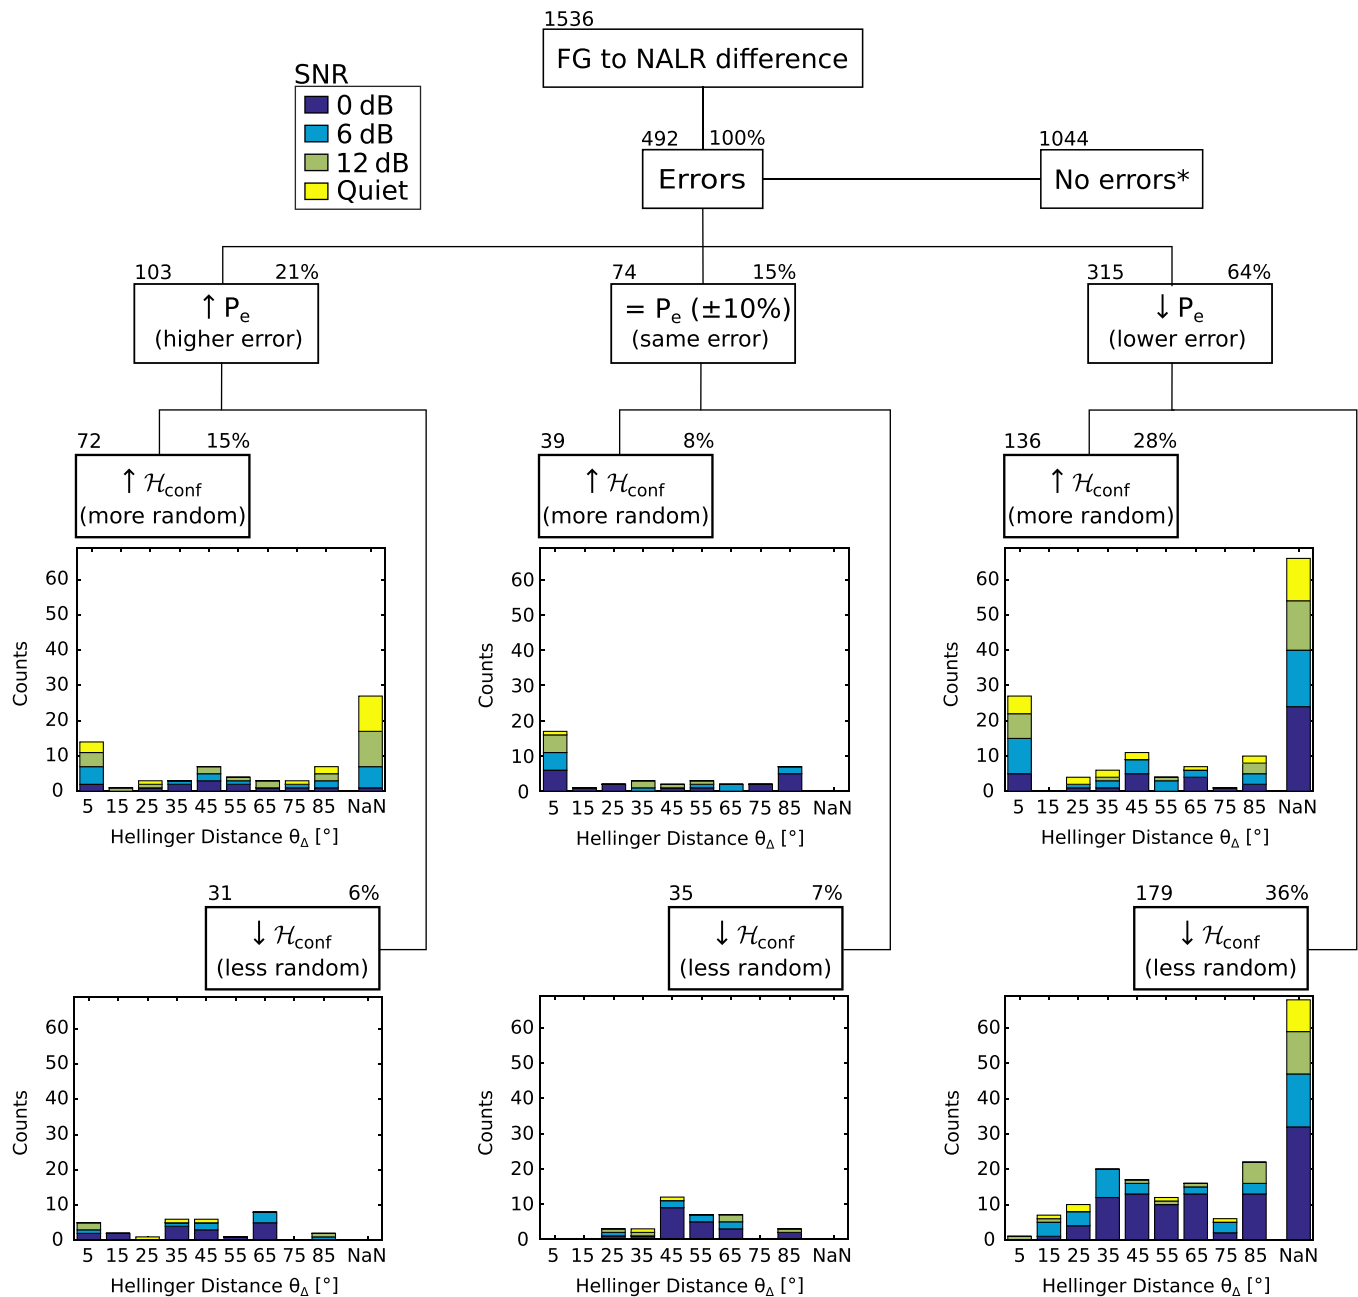 1536
FG to NALR difference
SNR
0 dB
6 dB
12 dB
Quiet
492 100%
Errors
1044
No errors*
103 21%
↑ Pe
(higher error)
74 15%
= Pe (±10%)
(same error)
315 64%
↓ Pe
(lower error)
72 15%
↑ ℋconf
(more random)
39 8%
↑ ℋconf
(more random)
136 28%
↑ ℋconf
(more random)
60
50
40
30
20
10
0
Counts
5 15 25 35 45 55 65 75 85 NaN
Hellinger Distance θΔ [°]
60
50
40
30
20
10
0
Counts
5 15 25 35 45 55 65 75 85 NaN
Hellinger Distance θΔ [°]
60
50
40
30
20
10
0
Counts
5 15 25 35 45 55 65 75 85 NaN
Hellinger Distance θΔ [°]
31 6%
↓ ℋconf
(less random)
35 7%
↓ ℋconf
(less random)
179 36%
↓ ℋconf
(less random)
60
50
40
30
20
10
0
Counts
5 15 25 35 45 55 65 75 85 NaN
Hellinger Distance θΔ [°]
60
50
40
30
20
10
0
Counts
5 15 25 35 45 55 65 75 85 NaN
Hellinger Distance θΔ [°]
60
50
40
30
20
10
0
Counts
5 15 25 35 45 55 65 75 85 NaN
Hellinger Distance θΔ [°]